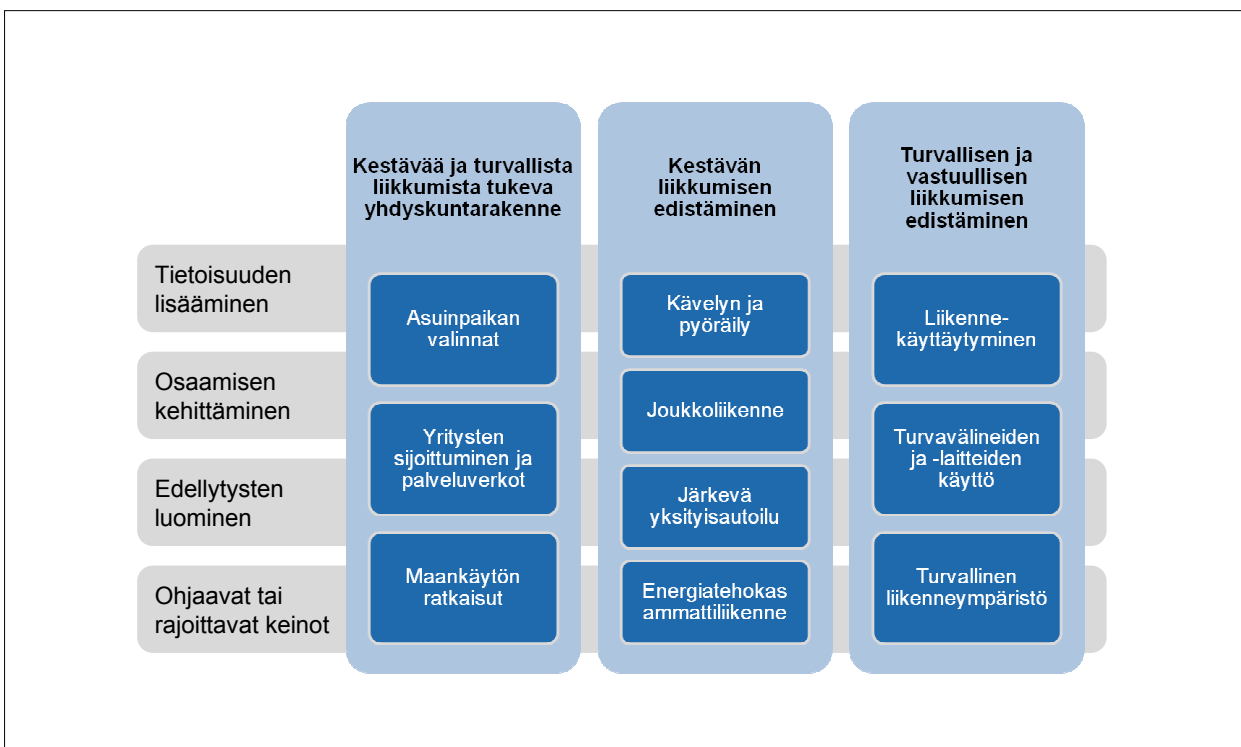 Kestävää ja turvallista
liikkumista tukeva
yhdyskuntarakenne
Kestävän
liikkumisen
edistäminen
Turvallisen ja
vastuullisen
liikkumisen
edistäminen
Tietoisuuden
lisääminen
Osaamisen
kehittäminen
Edellytysten
luominen
Ohjaavat tai
rajoittavat keinot
Asuinpaikan
valinnat
Yritysten
sijoittuminen ja
palveluverkot
Maankäytön
ratkaisut
Kävelyn ja
pyöräily
Joukkoliikenne
Järkevä
yksityisautoilu
Energiatehokas
ammattiliikenne
Liikenne-
käyttäytyminen
Turvavälineiden
ja -laitteiden
käyttö
Turvallinen
liikenneympäristö